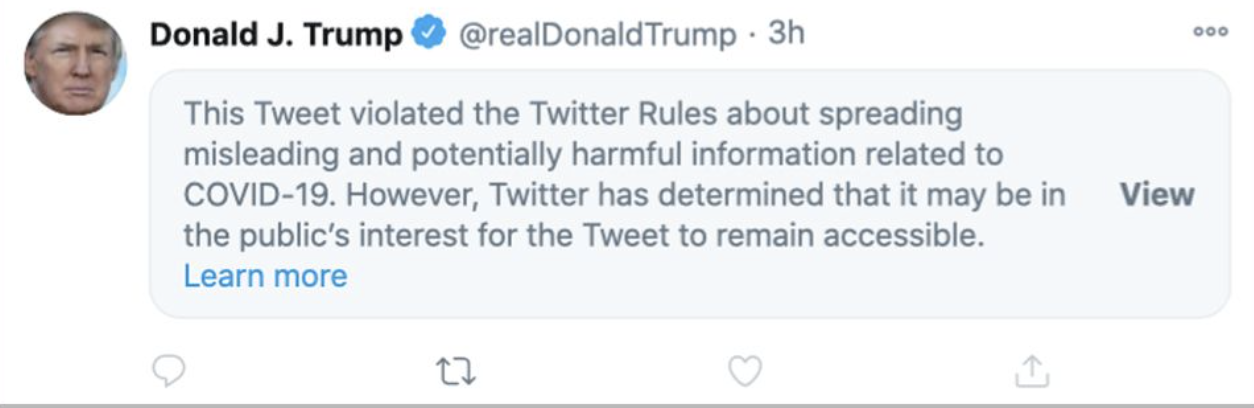 Donald J. Trump @realDonaldTrump · 3h
This Tweet violated the Twitter Rules about spreading
misleading and potentially harmful information related to
COVID-19. However, Twitter has determined that it may be in
the public’s interest for the Tweet to remain accessible.
View
Learn more